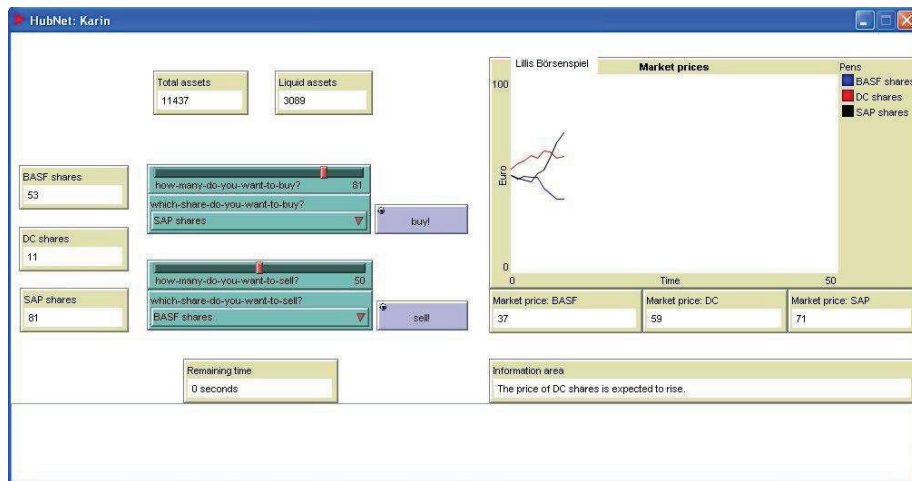 HubNet: Karin
Total assets
11437
Liquid assets
3089
BASF shares
53
DC shares
11
SAP shares
81
how-many-do-you-want-to-buy? 81
which-share-do-you-want-to-buy?
SAP shares
buy!
how-many-do-you-want-to-sell? 50
which-share-do-you-want-to-sell?
BASF shares
sell!
Remaining time
0 seconds
Lillis Börsenspiel
Market prices
100
Euro
0
0
Time
50
Pens
BASF shares
DC shares
SAP shares
Market price: BASF
37
Market price: DC
59
Market price: SAP
71
Information area
The price of DC shares is expected to rise.